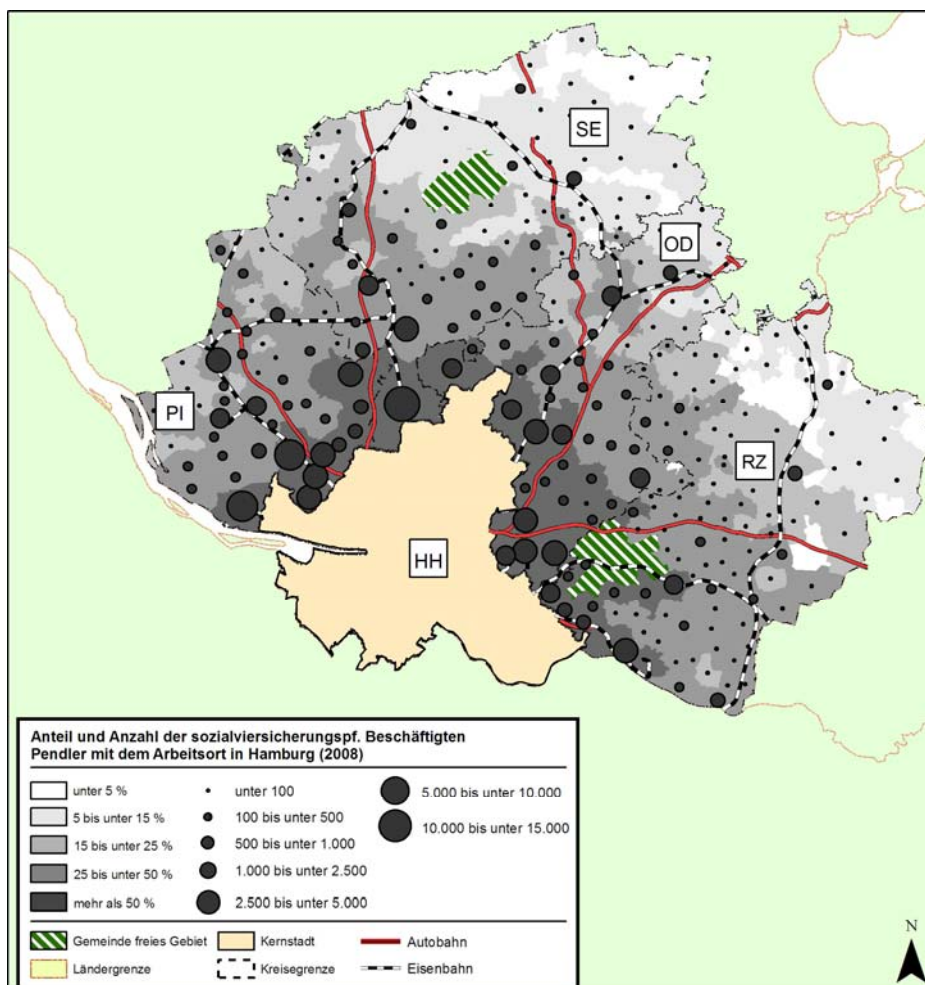 SE
OD
PI
RZ
HH
N
Anteil und Anzahl der sozialviersicherungspf. Beschäftigten
Pendler mit dem Arbeitsort in Hamburg (2008)
unter 5 %
5 bis unter 15 %
15 bis unter 25 %
25 bis unter 50 %
mehr als 50 %
unter 100
100 bis unter 500
500 bis unter 1.000
1.000 bis unter 2.500
2.500 bis unter 5.000
5.000 bis unter 10.000
10.000 bis unter 15.000
Gemeinde freies Gebiet
Kernstadt
Autobahn
Ländergrenze
Kreisegrenze
Eisenbahn